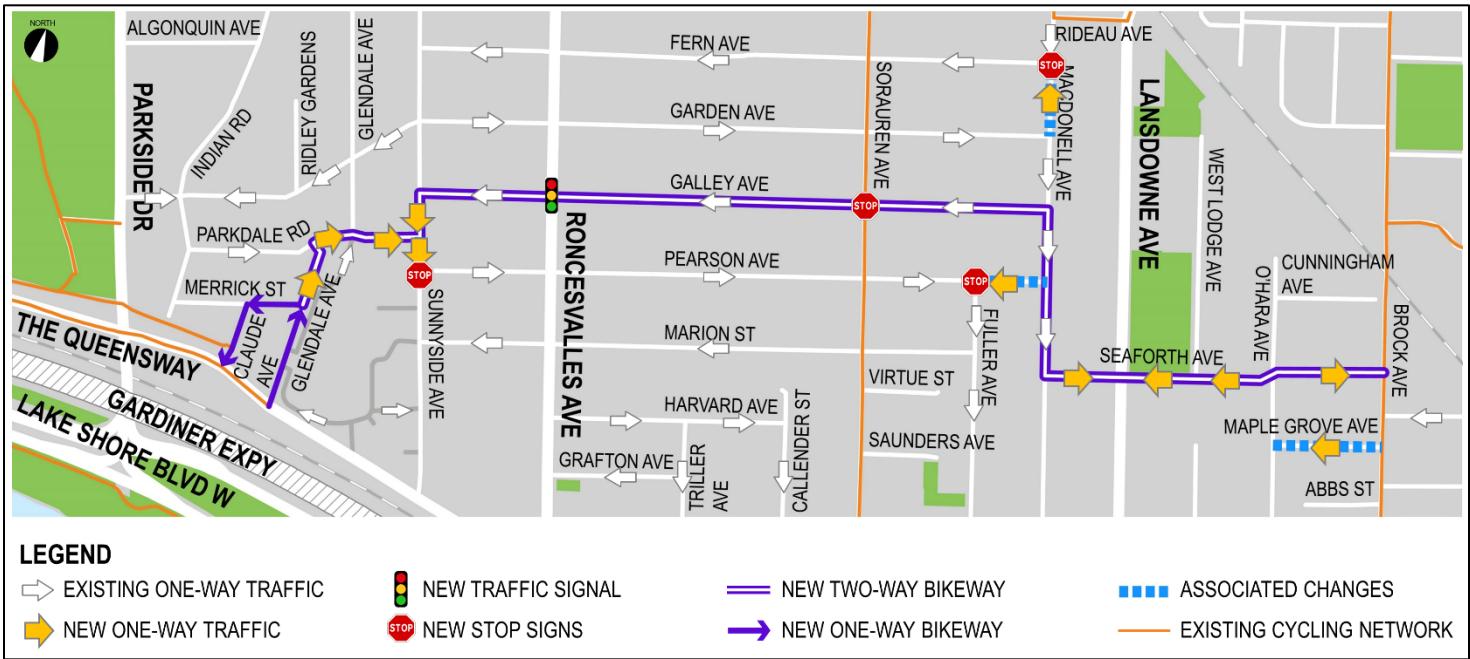 NORTH
ALGONQUIN AVE
PARKSIDE DR
INDIAN RD
RIDLEY GARDENS
GLENDALE AVE
FERN AVE
RIDEAU AVE
STOP
MACDONELL AVE
SORAUREN AVE
LANSDOWNE AVE
GARDEN AVE
WEST LODGE AVE
GALLEY AVE
STOP
RONCESVALLES AVE
PARKDALE RD
MERRICK ST
STOP
SUNNYSIDE AVE
PEARSON AVE
STOP
CUNNINGHAM
AVE
O'HARA AVE
BROCK AVE
THE QUEENSWAY
CLAUDE
AVE
GLENDALE AVE
MARION ST
FULLER AVE
SEAFORTH AVE
VIRTUE ST
GARDINER EXPY
LAKE SHORE BLVD W
HARVARD AVE
CALLENDER ST
SAUNDERS AVE
MAPLE GROVE AVE
GRAFTON AVE
TRILLER
AVE
ABBS ST
LEGEND
EXISTING ONE-WAY TRAFFIC
NEW TRAFFIC SIGNAL
NEW TWO-WAY BIKEWAY
ASSOCIATED CHANGES
NEW ONE-WAY TRAFFIC
STOP
NEW STOP SIGNS
NEW ONE-WAY BIKEWAY
EXISTING CYCLING NETWORK